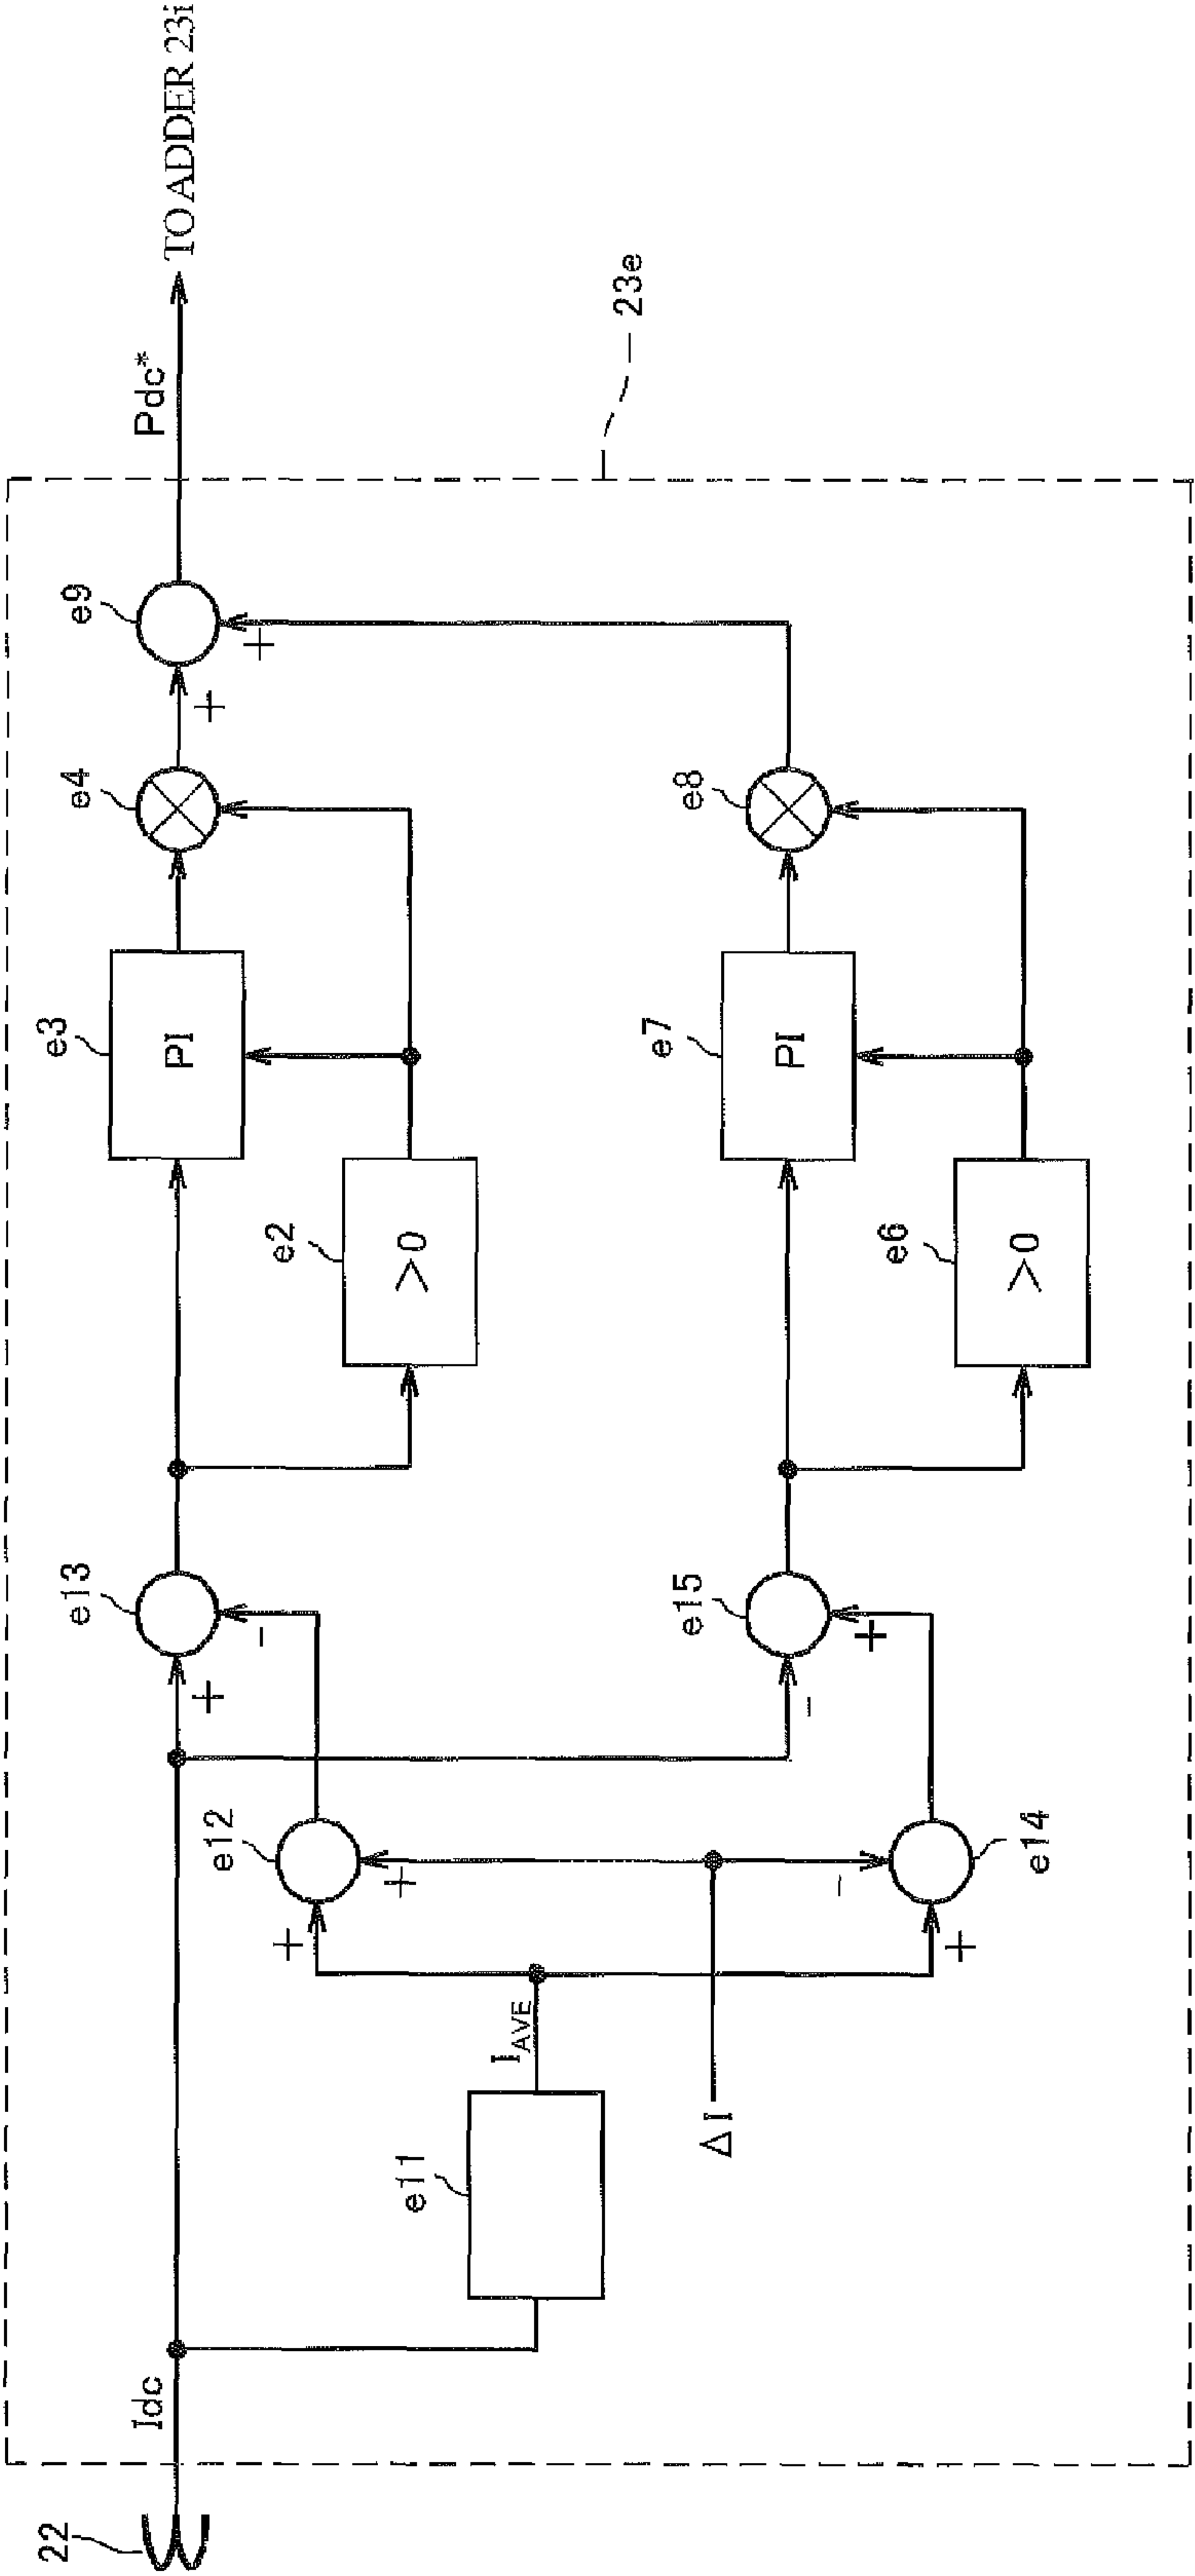 22
Idc
e11
I AVE
ΔI
e12
+
+
e14
+
-
e13
+
-
e15
-
+
e2
>0
e3
PI
e6
>0
e7
PI
e4
e8
e9
+
+
Pdc*
23e
TO ADDER 23i